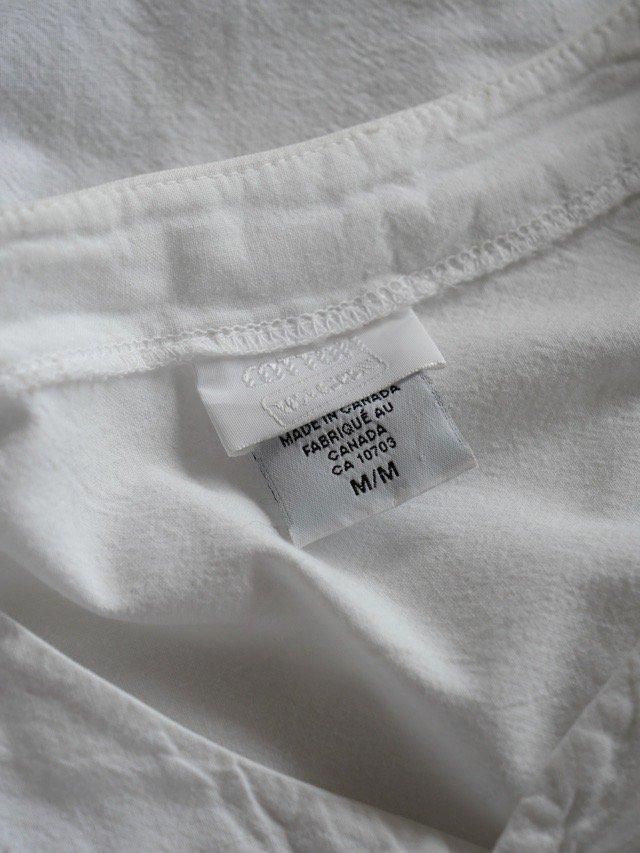 MADE IN CANADA
FABRIQUÉ AU
CANADA
CA 10703
M/M